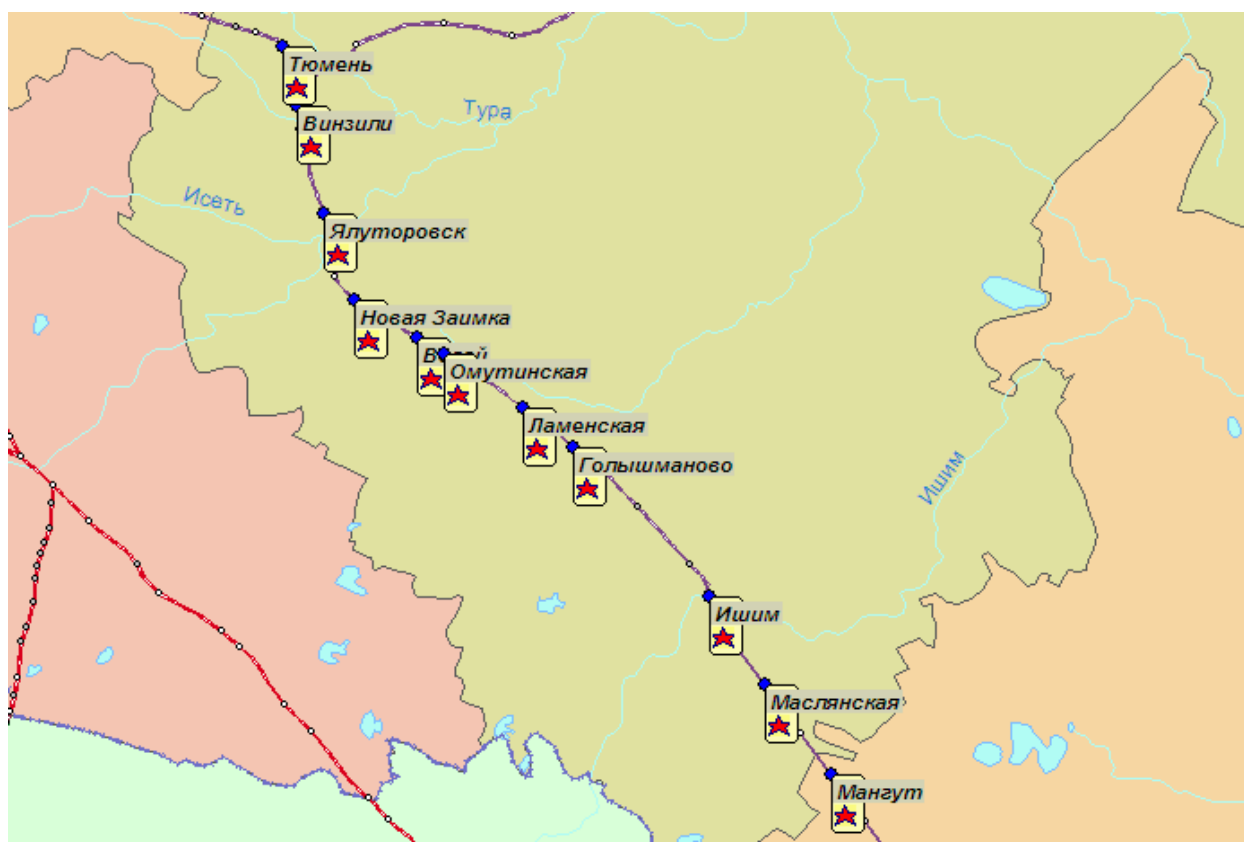 Тюмень
Тура
Винзили
Исеть
Ялуторовск
Новая Заимка
Омутинская
Ламенская
Голышманово
Ишим
Ишим
Маслянская
Мангут